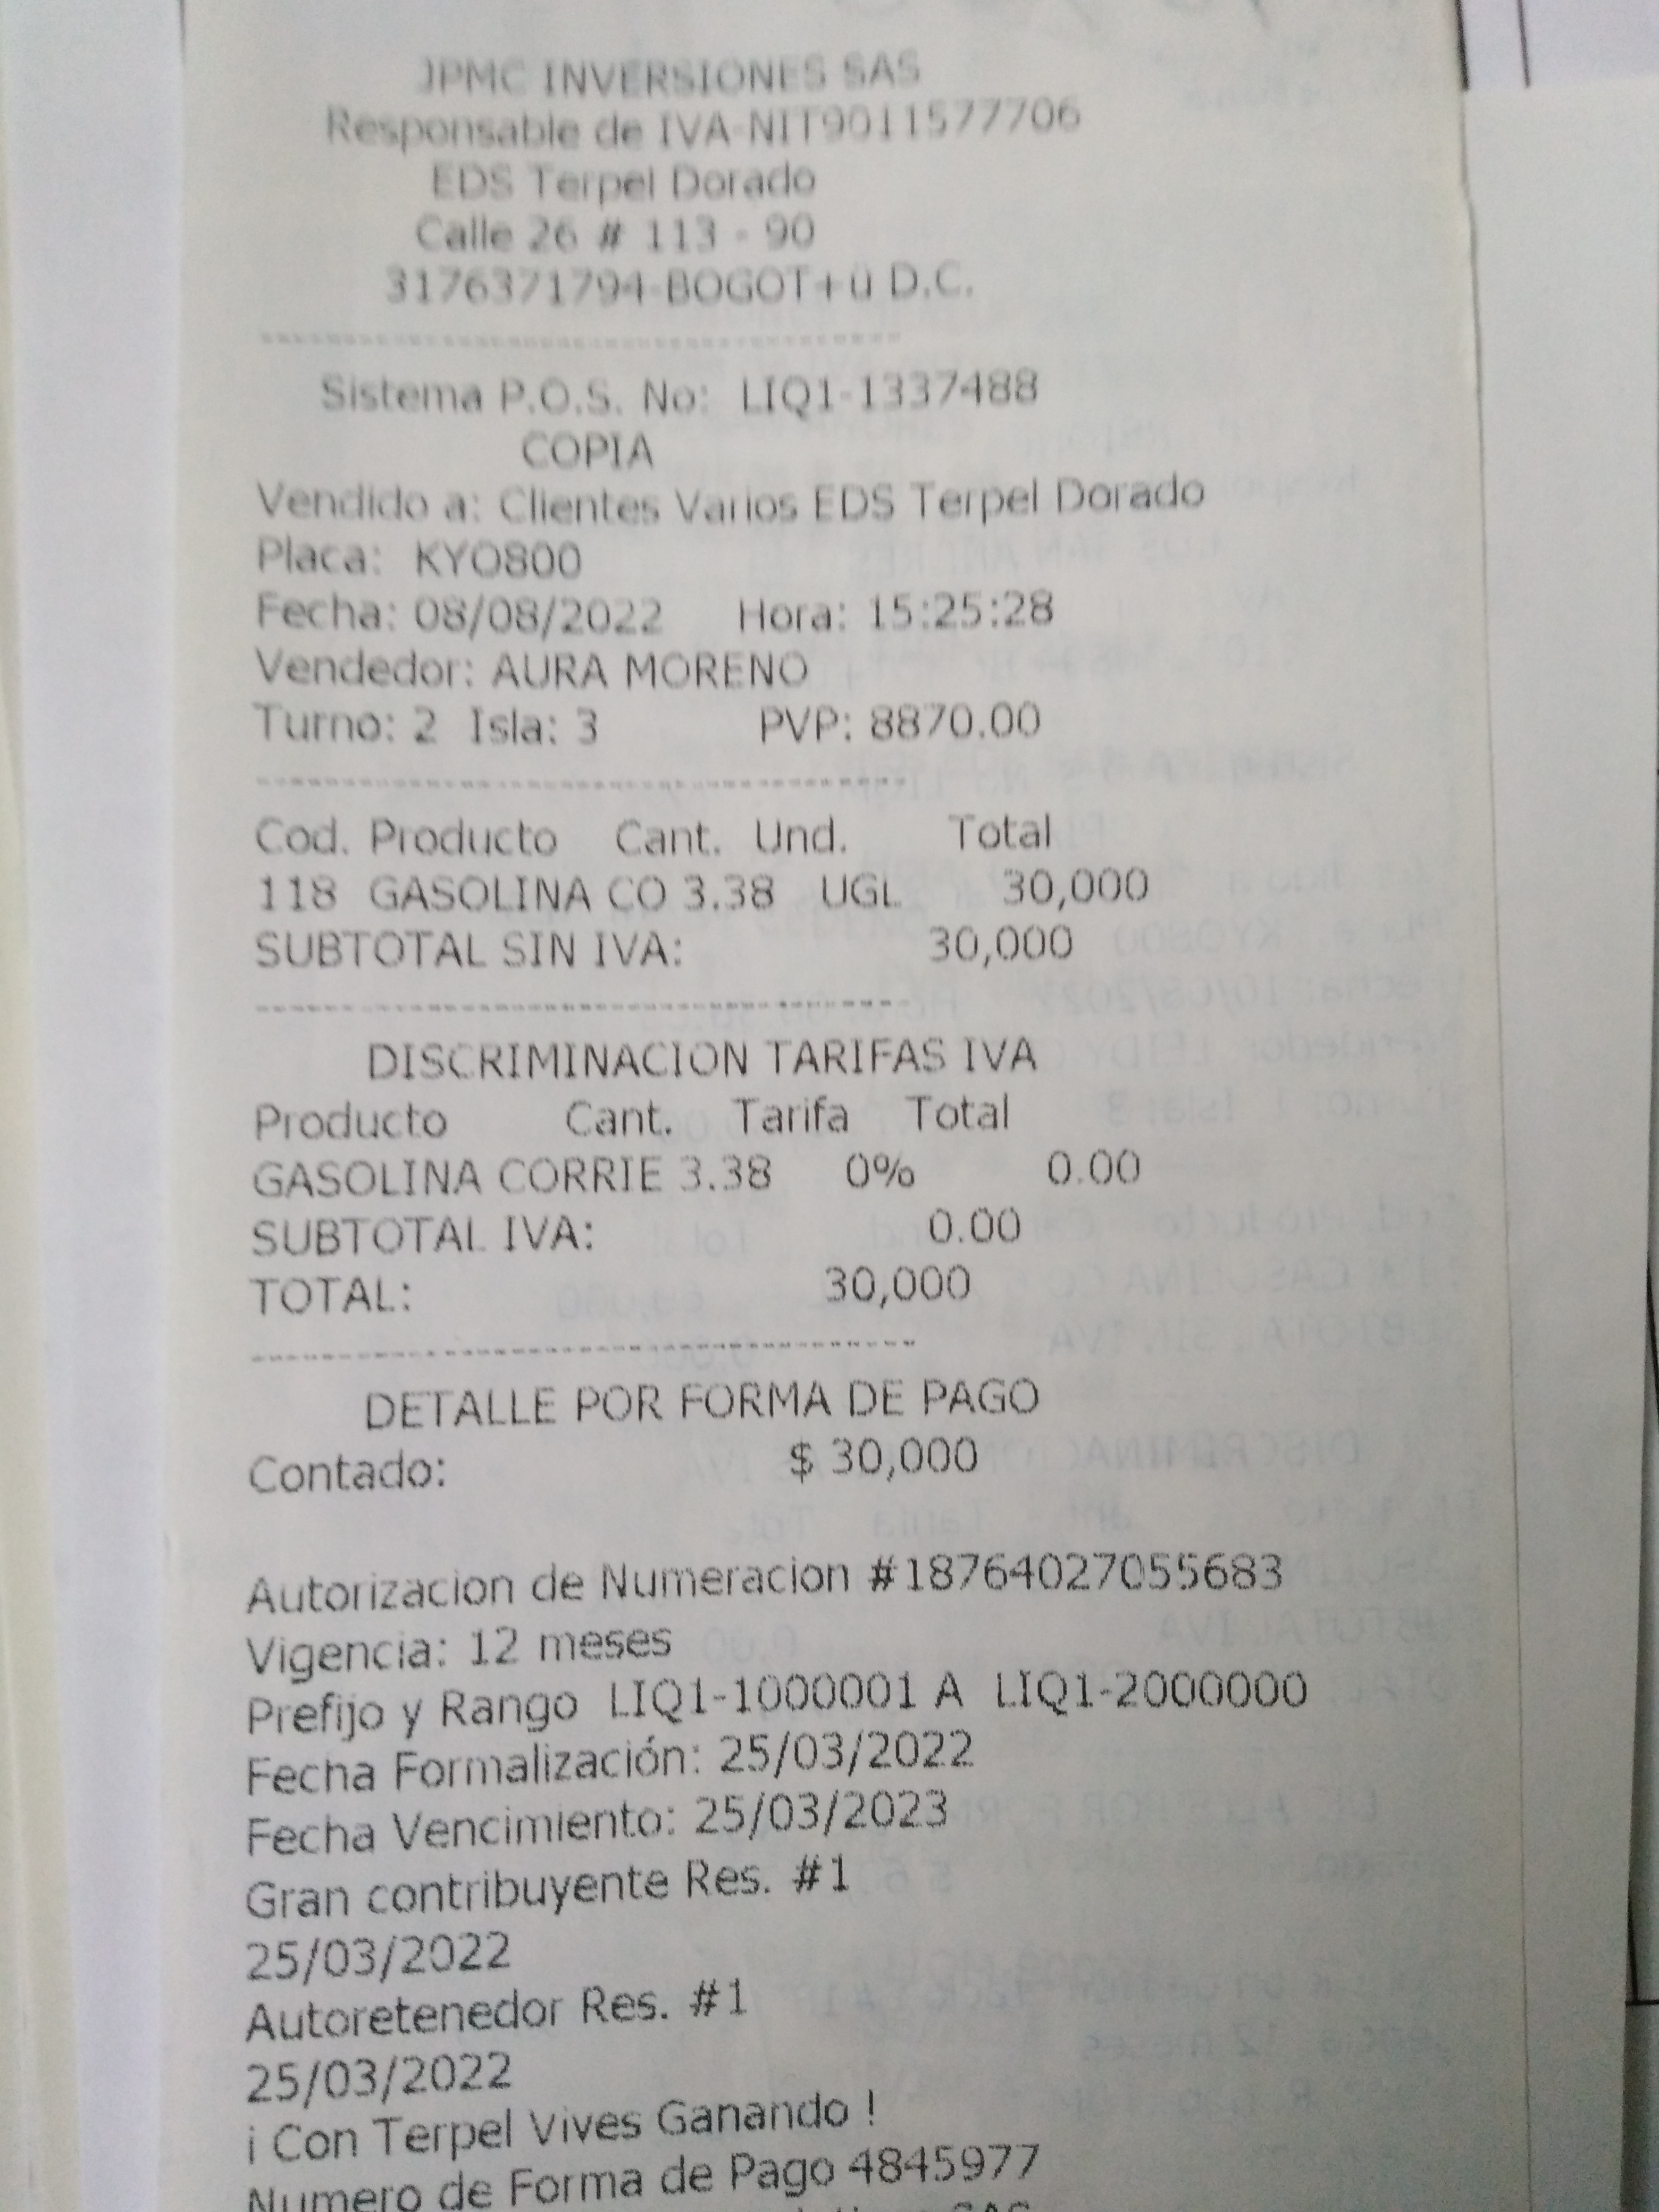 JPMC INVERSIONES SAS
Responsable de IVA-NIT9011577706
EDS Terpel Dorado
Calle 26 # 113 - 90
3176371794-BOGOT+ü D.C.
Sistema P.O.S. No: LIQ1-1337488
COPIA
Vendido a: Clientes Varios EDS Terpel Dorado
Placa: KYO800
Fecha: 08/08/2022 Hora: 15:25:28
Vendedor: AURA MORENO
Turno: 2 Isla: 3 PVP: 8870.00
Cod. Producto Cant. Und. Total
118 GASOLINA CO 3.38 UGL 30,000
SUBTOTAL SIN IVA: 30,000
DISCRIMINACION TARIFAS IVA
Producto Cant. Tarifa Total
GASOLINA CORRIE 3.38 0% 0.00
SUBTOTAL IVA: 0.00
TOTAL: 30,000
DETALLE POR FORMA DE PAGO
Contado: $ 30,000
Autorizacion de Numeracion #18764027055683
Vigencia: 12 meses
Prefijo y Rango LIQ1-1000001 A LIQ1-2000000
Fecha Formalización: 25/03/2022
Fecha Vencimiento: 25/03/2023
Gran contribuyente Res. #1
25/03/2022
Autoretenedor Res. #1
25/03/2022
¡ Con Terpel Vives Ganando !
Numero de Forma de Pago 4845977